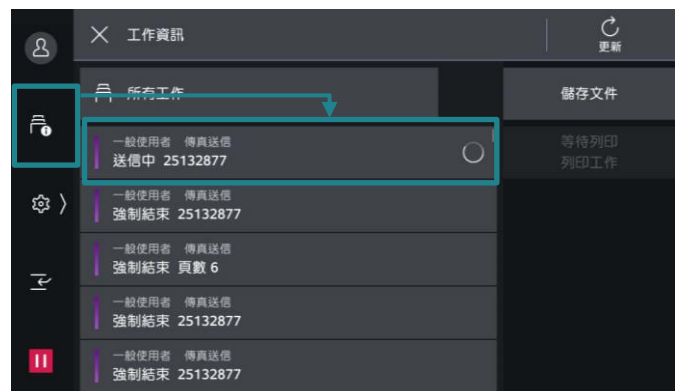 工作資訊
更新
所有工作
儲存文件
一般使用者 傳真送信
送信中 25132877
等待列印
列印工作
一般使用者 傳真送信
強制結束 25132877
一般使用者 傳真送信
強制結束 頁數 6
一般使用者 傳真送信
強制結束 25132877
一般使用者 傳真送信
強制結束 25132877